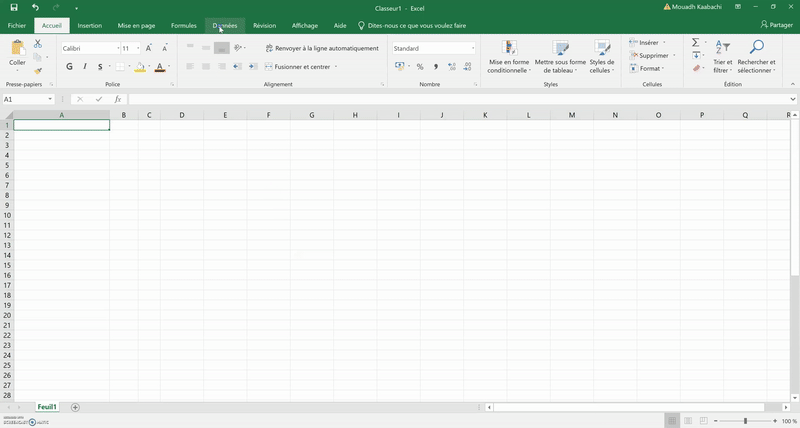 Classeur1 - Excel
Mouadh Kaabachi
Fichier Accueil Insertion Mise en page Formules Données Révision Affichage Aide Dites-nous ce que vous voulez faire Partager
Coller
Calibri 11
G I S
Renvoyer à la ligne automatiquement
Fusionner et centrer
Standard
%
Mise en forme conditionnelle
Mettre sous forme de tableau
Styles de cellules
Insérer
Supprimer
Format
Trier et filtrer
Rechercher et sélectionner
Presse-papiers Police Alignement Nombre Styles Cellules Édition
A1 fx
A B C D E F G H I J K L M N O P Q R
1
2
3
4
5
6
7
8
9
10
11
12
13
14
15
16
17
18
19
20
21
22
23
24
25
26
27
28
Feuil1
100 %